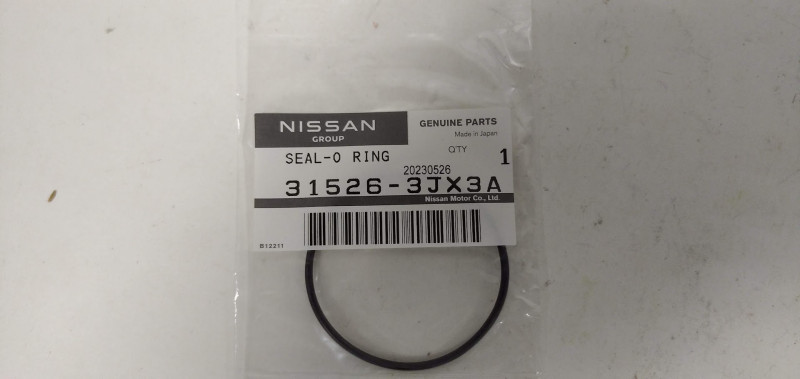 NISSAN
GROUP
GENUINE PARTS
Made in Japan
SEAL-O RING
QTY 1
20230526
31526-3JX3A
Nissan Motor Co., Ltd.
B12211